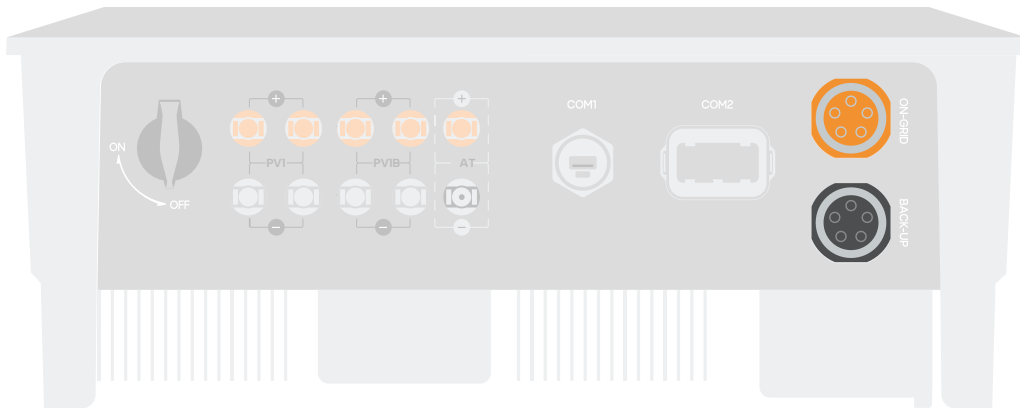 +
+
+
COM1
COM2
ON-GRID
ON
PV1
PV1B
AT
OFF
BACK-UP
−
−
−